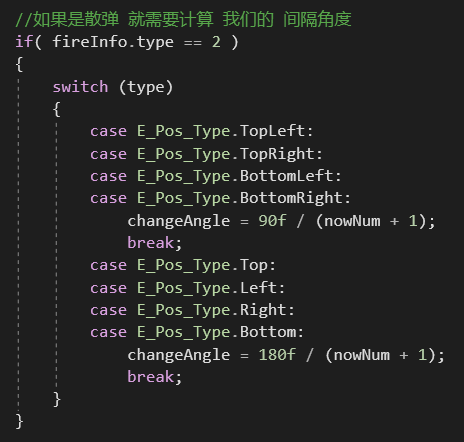 //如果是散弹 就需要计算 我们的 间隔角度
if( fireInfo.type == 2 )
{
    switch (type)
    {
        case E_Pos_Type.TopLeft:
        case E_Pos_Type.TopRight:
        case E_Pos_Type.BottomLeft:
        case E_Pos_Type.BottomRight:
            changeAngle = 90f / (nowNum + 1);
            break;
        case E_Pos_Type.Top:
        case E_Pos_Type.Left:
        case E_Pos_Type.Right:
        case E_Pos_Type.Bottom:
            changeAngle = 180f / (nowNum + 1);
            break;
    }
}